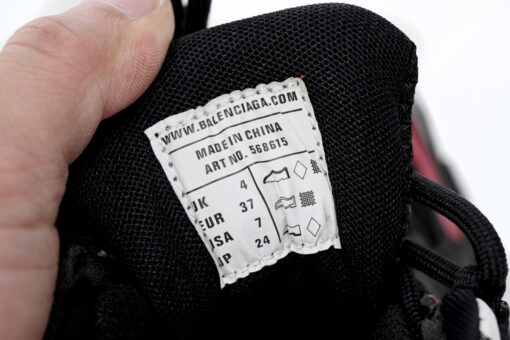 WWW.BALENCIAGA.COM
MADE IN CHINA
ART NO. 568615
UK 4
EUR 37
USA 7
JP 24